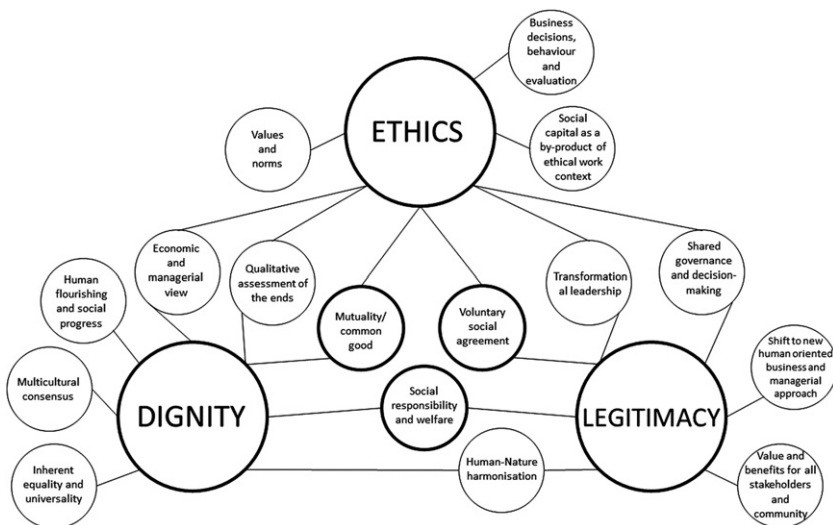 Business
decisions,
behaviour
and
evaluation
ETHICS
Values
and
norms
Social
capital as a
by-product of
ethical work
context
Economic
and
managerial
view
Qualitative
assessment of
the ends
Transformation
al leadership
Shared
governance
and decision-
making
Human
flourishing and
social
progress
Mutuality/
common
good
Voluntary
social
agreement
Shift to new
human oriented
business and
managerial
approach
Multicultural
consensus
DIGNITY
Social
responsibility
and welfare
LEGITIMACY
Inherent
equality and
universality
Human-Nature
harmonisation
Value and
benefits for all
stakeholders
and
community